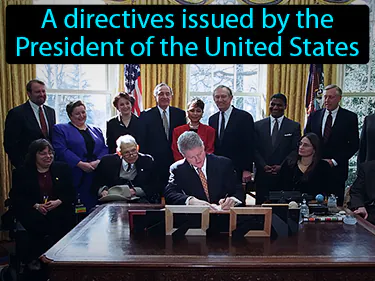 A directives issued by the
President of the United States